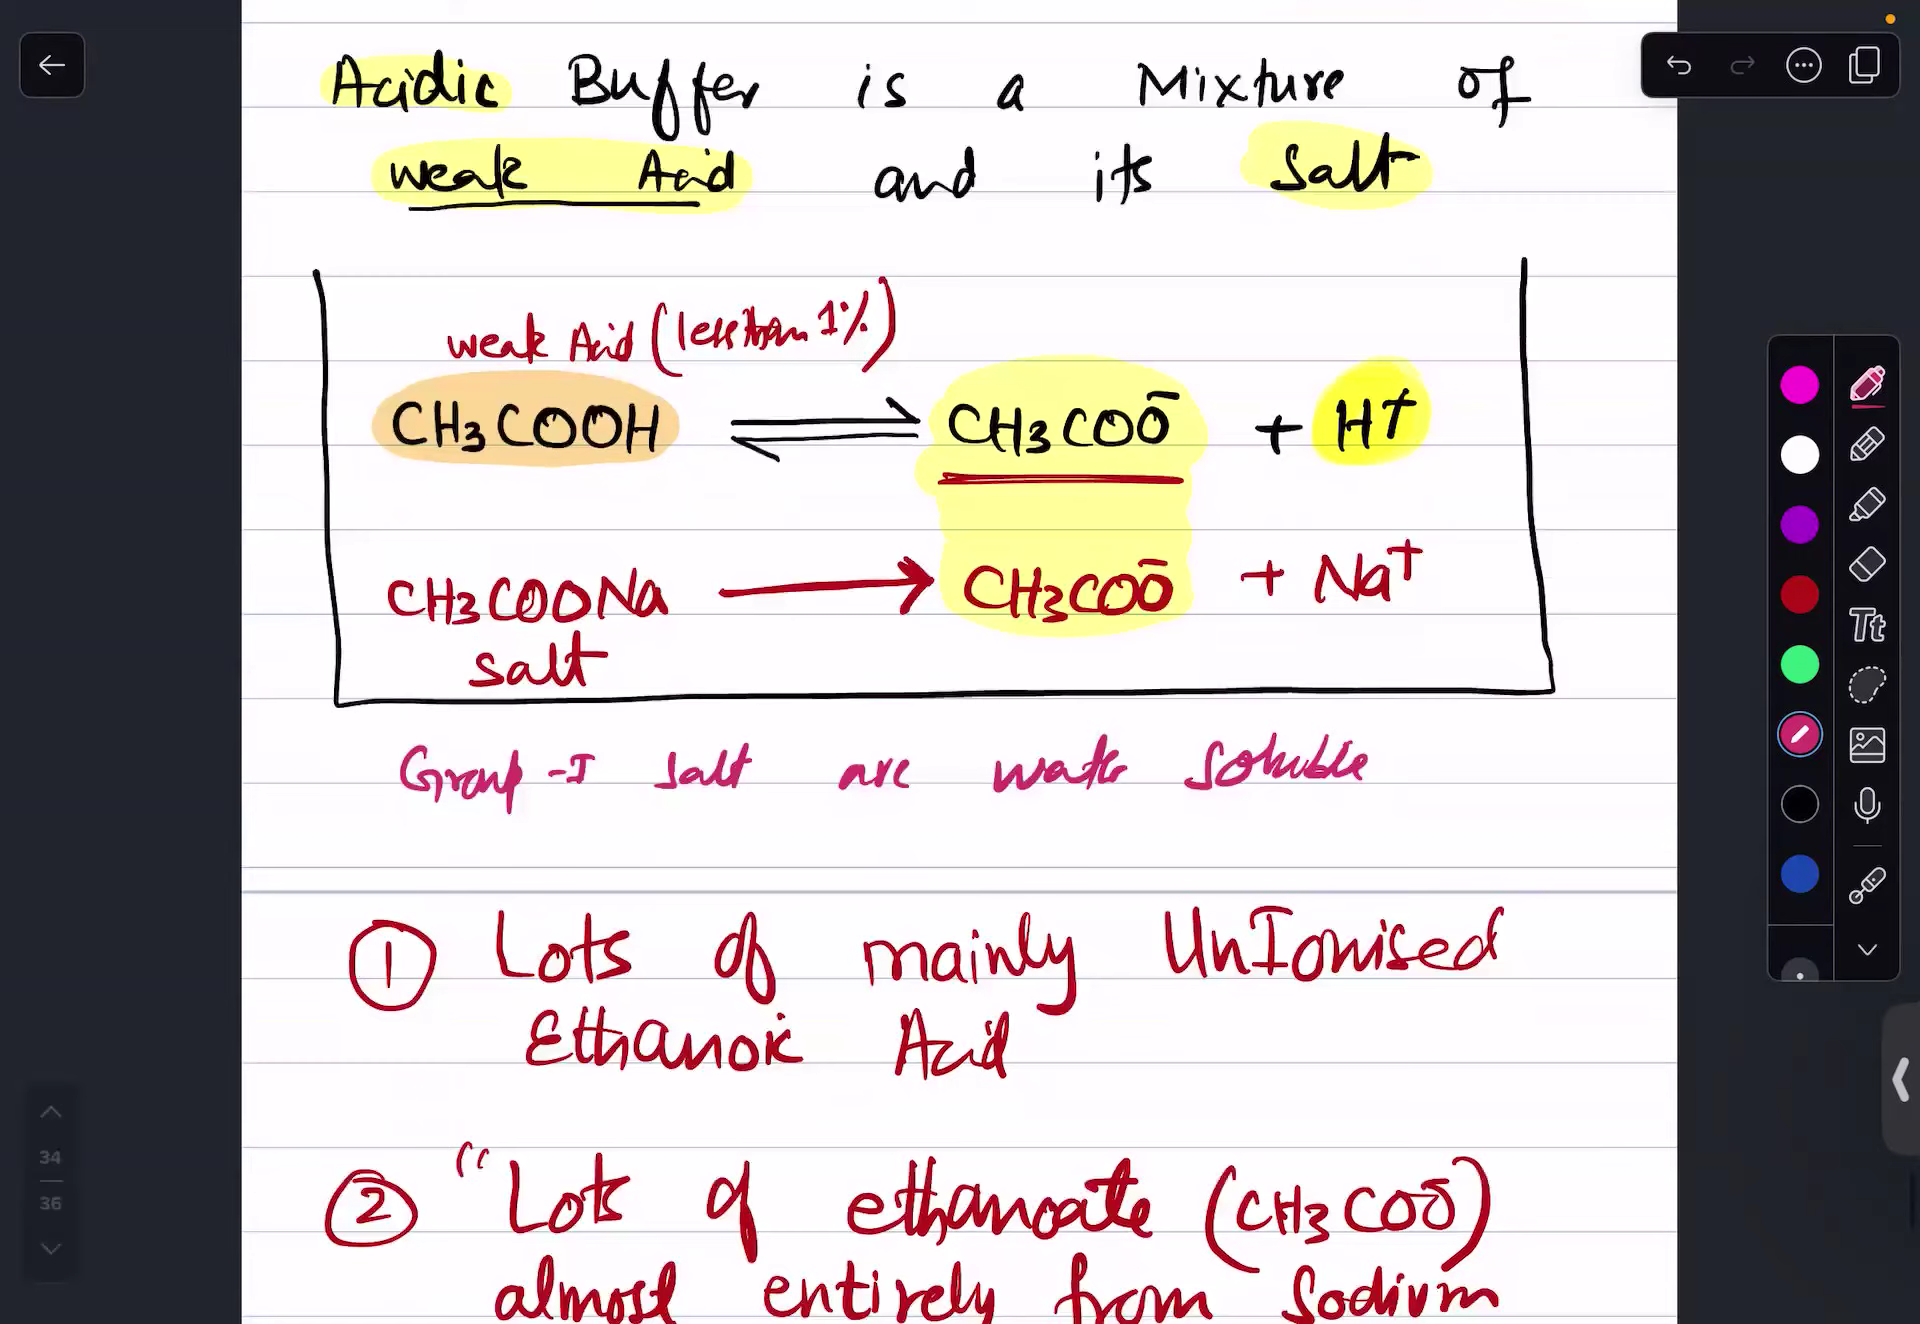 Acidic Buffer is a Mixture of
weak Acid and its Salt
weak Acid (less than 1%)
CH₃COOH ⇌ CH₃COO⁻ + H⁺
CH₃COONa → CH₃COO⁻ + Na⁺
salt
Group-I salt are water soluble
① Lots of mainly UnIonised
Ethanoic Acid
② "Lots of ethanoate (CH₃COO⁻)
almost entirely from Sodium
Tt
34
36